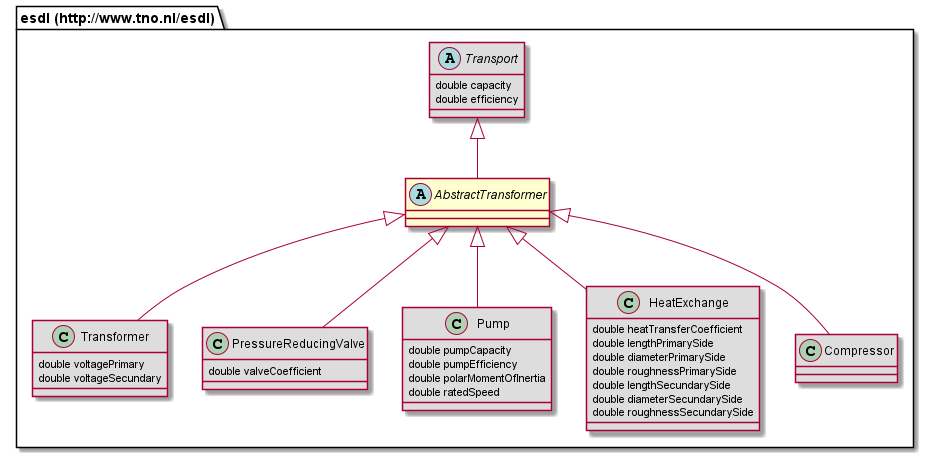 esdl (http://www.tno.nl/esdl)
A Transport
double capacity
double efficiency
A AbstractTransformer
C Transformer
double voltagePrimary
double voltageSecundary
C PressureReducingValve
double valveCoefficient
C Pump
double pumpCapacity
double pumpEfficiency
double polarMomentOfInertia
double ratedSpeed
C HeatExchange
double heatTransferCoefficient
double lengthPrimarySide
double diameterPrimarySide
double roughnessPrimarySide
double lengthSecundarySide
double diameterSecundarySide
double roughnessSecundarySide
C Compressor